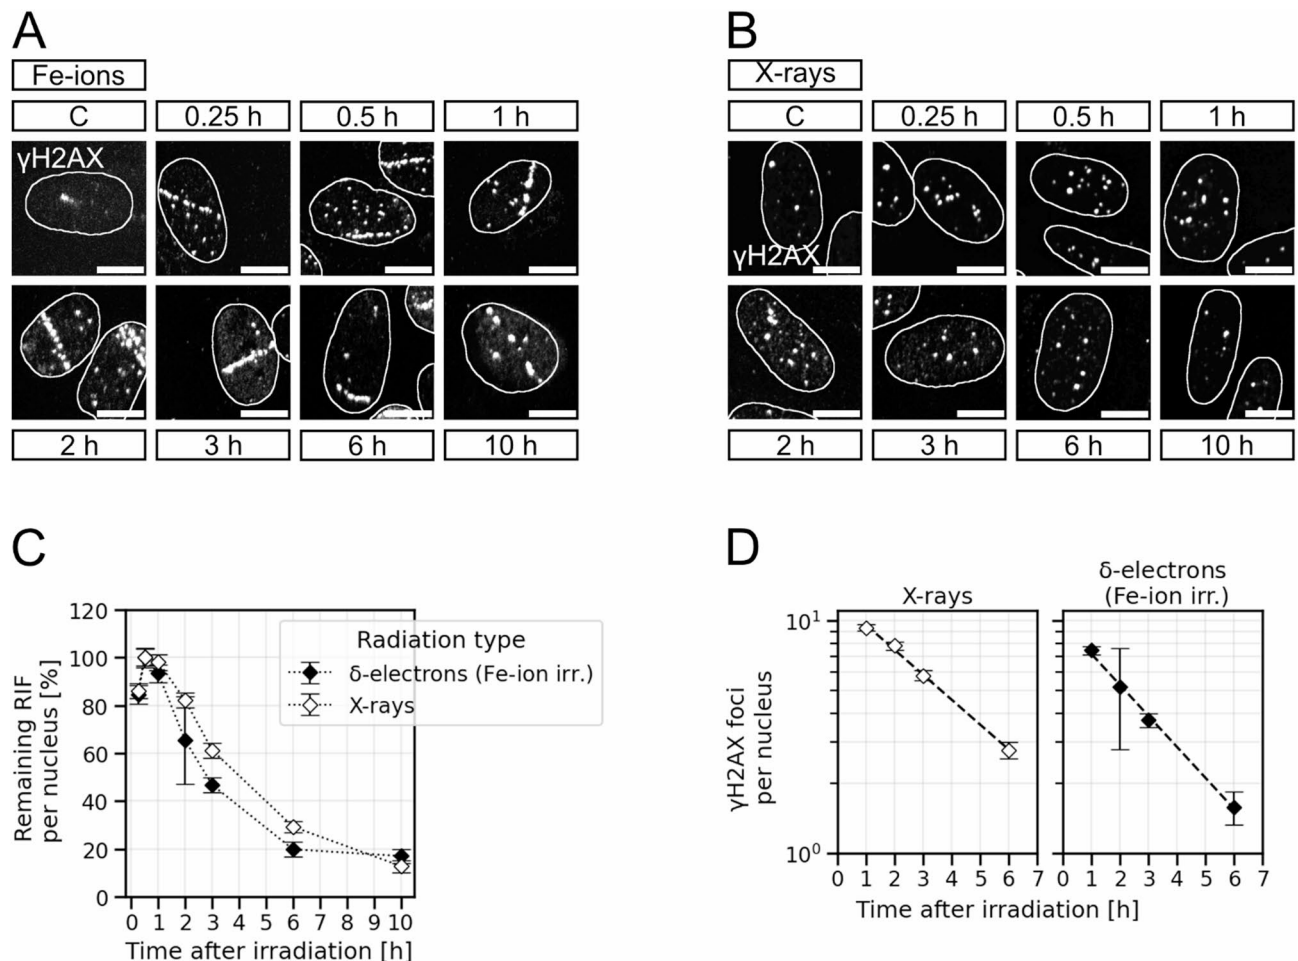 A
Fe-ions
C
0.25 h
0.5 h
1 h
γH2AX
2 h
3 h
6 h
10 h
B
X-rays
C
0.25 h
0.5 h
1 h
γH2AX
2 h
3 h
6 h
10 h
C
120
100
80
60
40
20
0
Remaining RIF
per nucleus [%]
Radiation type
δ-electrons (Fe-ion irr.)
X-rays
0 1 2 3 4 5 6 7 8 9 10
Time after irradiation [h]
D
X-rays
δ-electrons
(Fe-ion irr.)
10¹
10⁰
γH2AX foci
per nucleus
0 1 2 3 4 5 6 7
0 1 2 3 4 5 6 7
Time after irradiation [h]